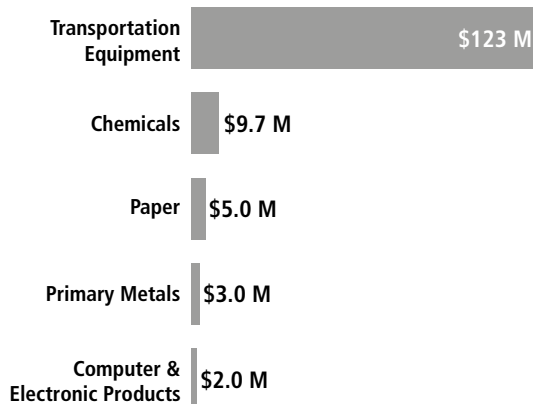 Transportation
Equipment
$123 M
Chemicals
$9.7 M
Paper
$5.0 M
Primary Metals
$3.0 M
Computer &
Electronic Products
$2.0 M